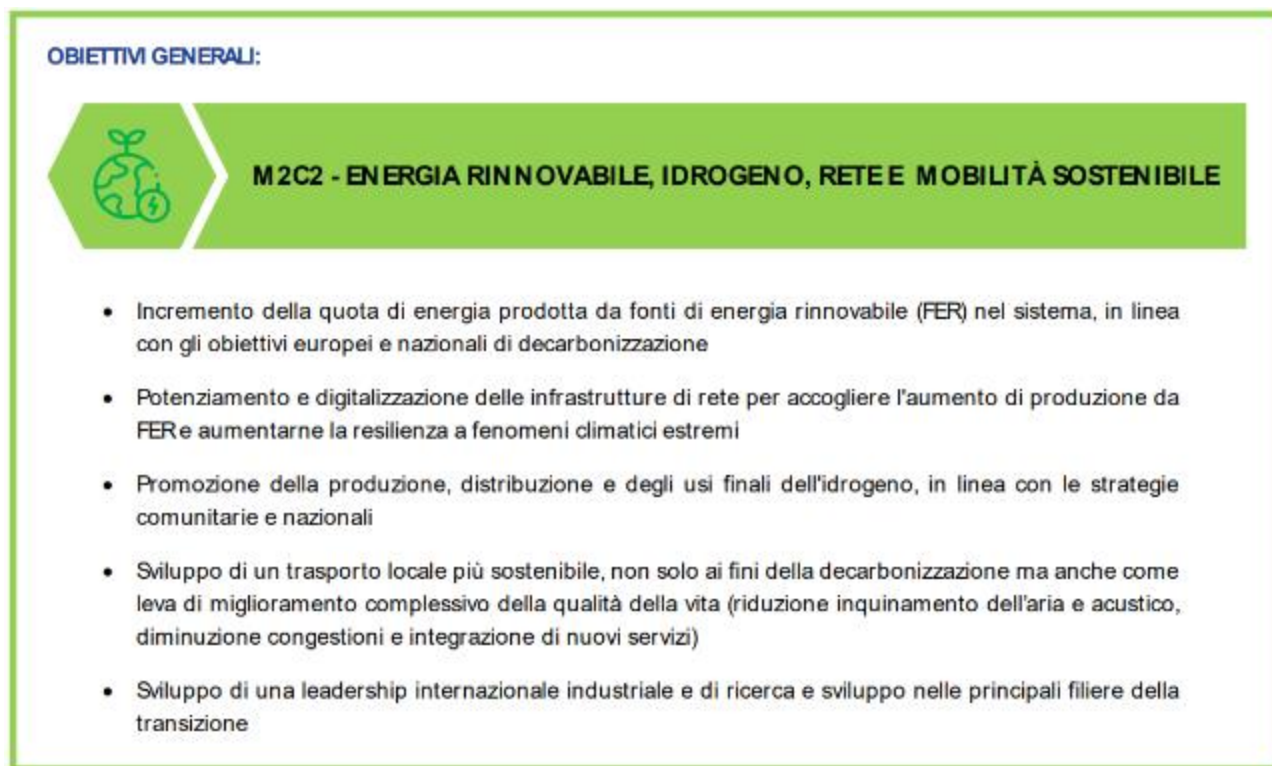 OBIETTIVI GENERALI:
M2C2 - ENERGIA RINNOVABILE, IDROGENO, RETE E MOBILITÀ SOSTENIBILE
• Incremento della quota di energia prodotta da fonti di energia rinnovabile (FER) nel sistema, in linea
con gli obiettivi europei e nazionali di decarbonizzazione
• Potenziamento e digitalizzazione delle infrastrutture di rete per accogliere l'aumento di produzione da
FER e aumentarne la resilienza a fenomeni climatici estremi
• Promozione della produzione, distribuzione e degli usi finali dell'idrogeno, in linea con le strategie
comunitarie e nazionali
• Sviluppo di un trasporto locale più sostenibile, non solo ai fini della decarbonizzazione ma anche come
leva di miglioramento complessivo della qualità della vita (riduzione inquinamento dell'aria e acustico,
diminuzione congestioni e integrazione di nuovi servizi)
• Sviluppo di una leadership internazionale industriale e di ricerca e sviluppo nelle principali filiere della
transizione